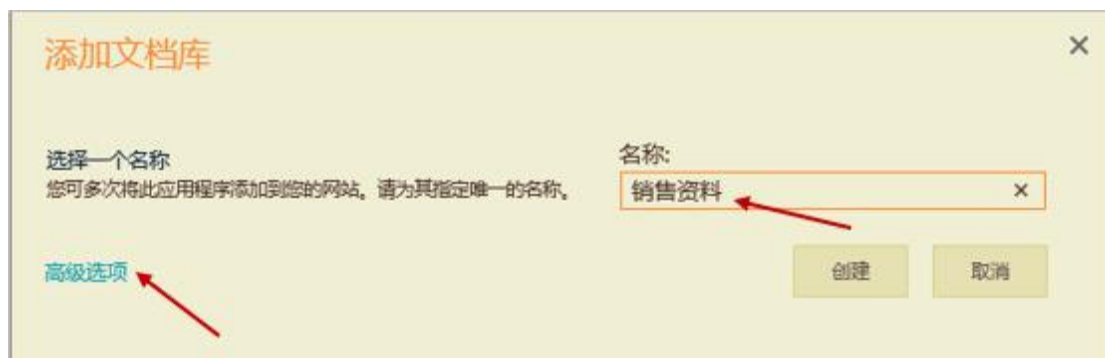 添加文档库
选择一个名称
您可多次将此应用程序添加到您的网站。请为其指定唯一的名称。
名称:
销售资料
高级选项
创建
取消